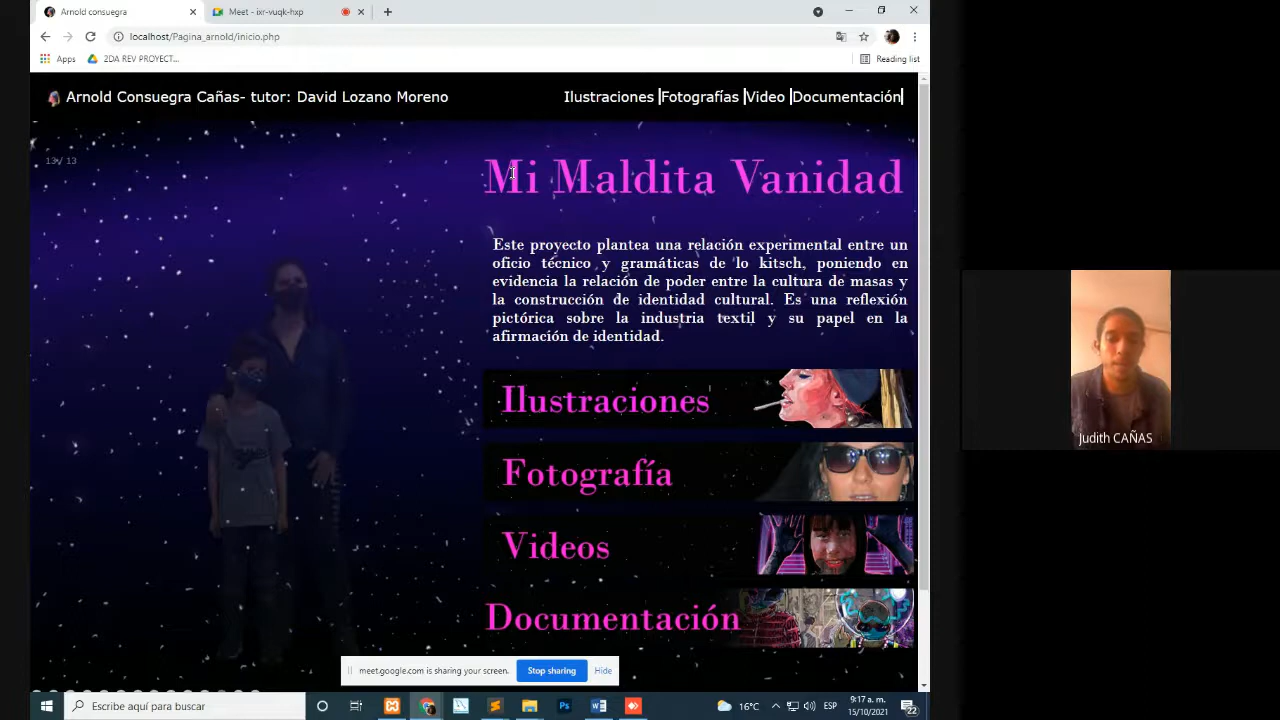 Arnold consuegra
Meet - ixr-vuqk-hxp
localhost/Pagina_arnold/inicio.php
Apps
2DA REV PROYECT...
Reading list
Arnold Consuegra Cañas- tutor: David Lozano Moreno
Ilustraciones |Fotografías |Video |Documentación|
13 / 13
Mi Maldita Vanidad
Este proyecto plantea una relación experimental entre un
oficio técnico y gramáticas de lo kitsch, poniendo en
evidencia la relación de poder entre la cultura de masas y
la construcción de identidad cultural. Es una reflexión
pictórica sobre la industria textil y su papel en la
afirmación de identidad.
Ilustraciones
Fotografía
Videos
Documentación
Judith CAÑAS
meet.google.com is sharing your screen.
Stop sharing
Hide
Escribe aquí para buscar
16°C
ESP
9:17 a. m.
15/10/2021
22